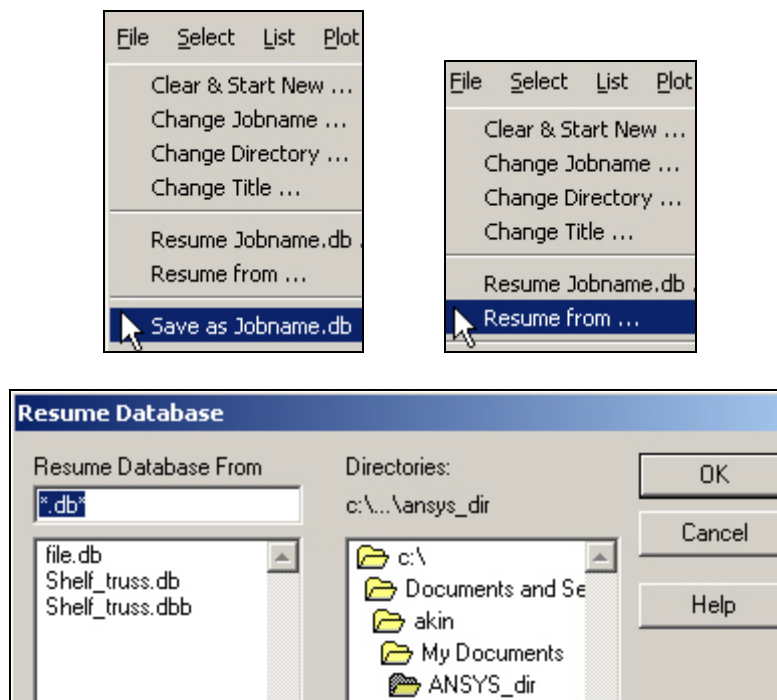 File Select List Plot
Clear & Start New ...
Change Jobname ...
Change Directory ...
Change Title ...
Resume Jobname.db .
Resume from ...
Save as Jobname.db
File Select List Plot
Clear & Start New ...
Change Jobname ...
Change Directory ...
Change Title ...
Resume Jobname.db .
Resume from ...
Resume Database
Resume Database From
*.db*
file.db
Shelf_truss.db
Shelf_truss.dbb
Directories:
c:\...\ansys_dir
c:\
Documents and Se
akin
My Documents
ANSYS_dir
OK
Cancel
Help